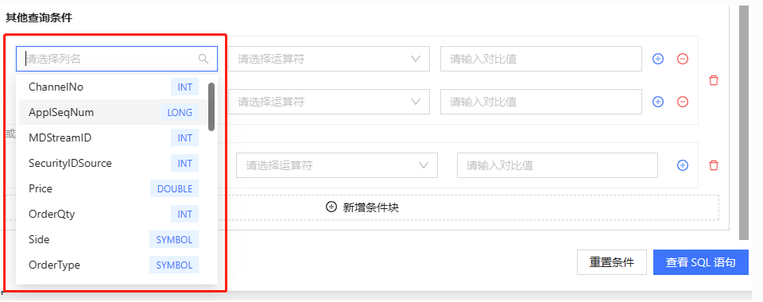 其他查询条件
请选择列名 请选择运算符 请输入对比值
ChannelNo INT
ApplSeqNum LONG 请选择运算符 请输入对比值
MDStreamID INT
或
SecurityIDSource INT 请选择运算符 请输入对比值
Price DOUBLE
OrderQty INT 新增条件块
Side SYMBOL
OrderType SYMBOL 重置条件 查看 SQL 语句